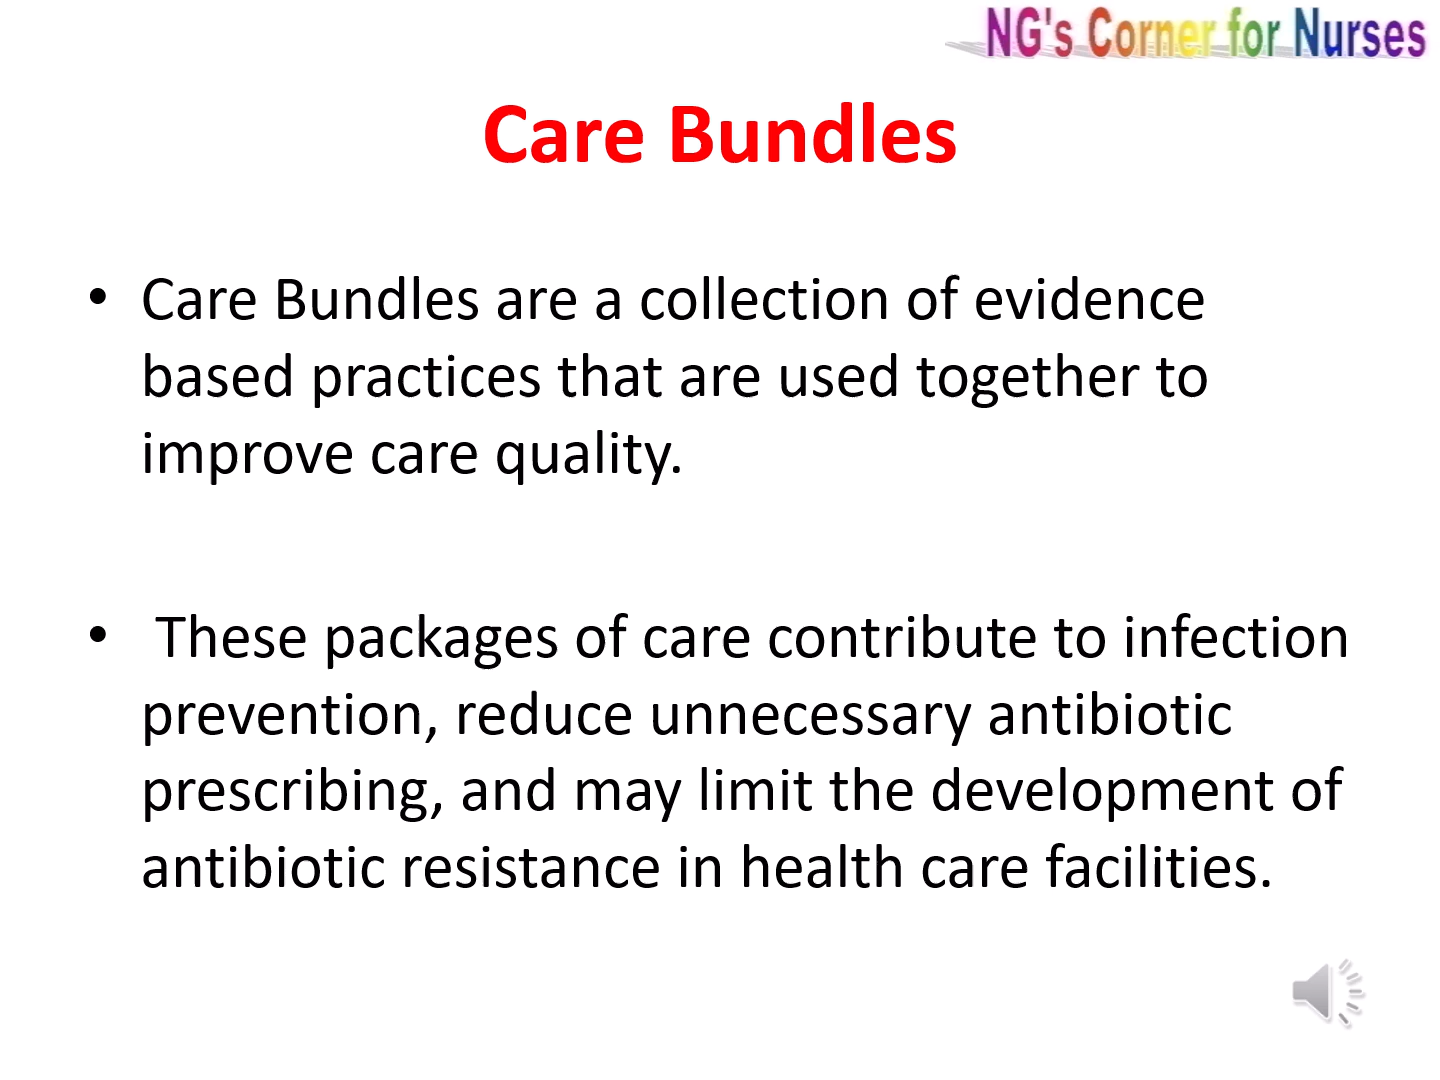 NG's Corner for Nurses
Care Bundles
• Care Bundles are a collection of evidence
based practices that are used together to
improve care quality.
• These packages of care contribute to infection
prevention, reduce unnecessary antibiotic
prescribing, and may limit the development of
antibiotic resistance in health care facilities.